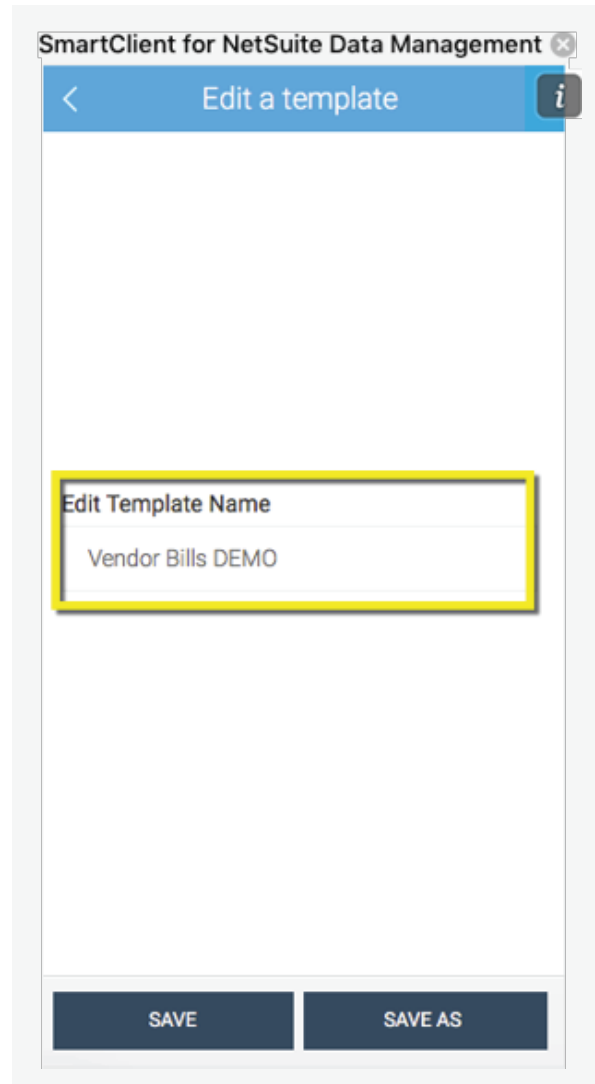 SmartClient for NetSuite Data Management
Edit a template
i
Edit Template Name
Vendor Bills DEMO
SAVE
SAVE AS